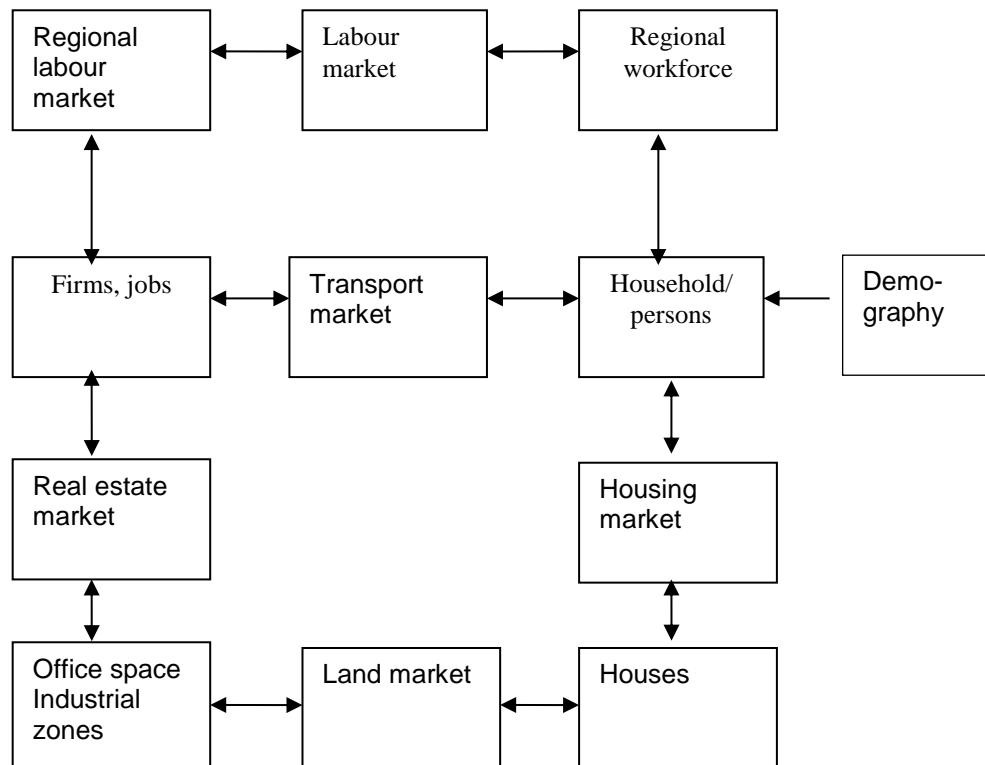 Regional
labour
market
Labour
market
Regional
workforce
Firms, jobs
Transport
market
Household/
persons
Demo-
graphy
Real estate
market
Housing
market
Office space
Industrial
zones
Land market
Houses